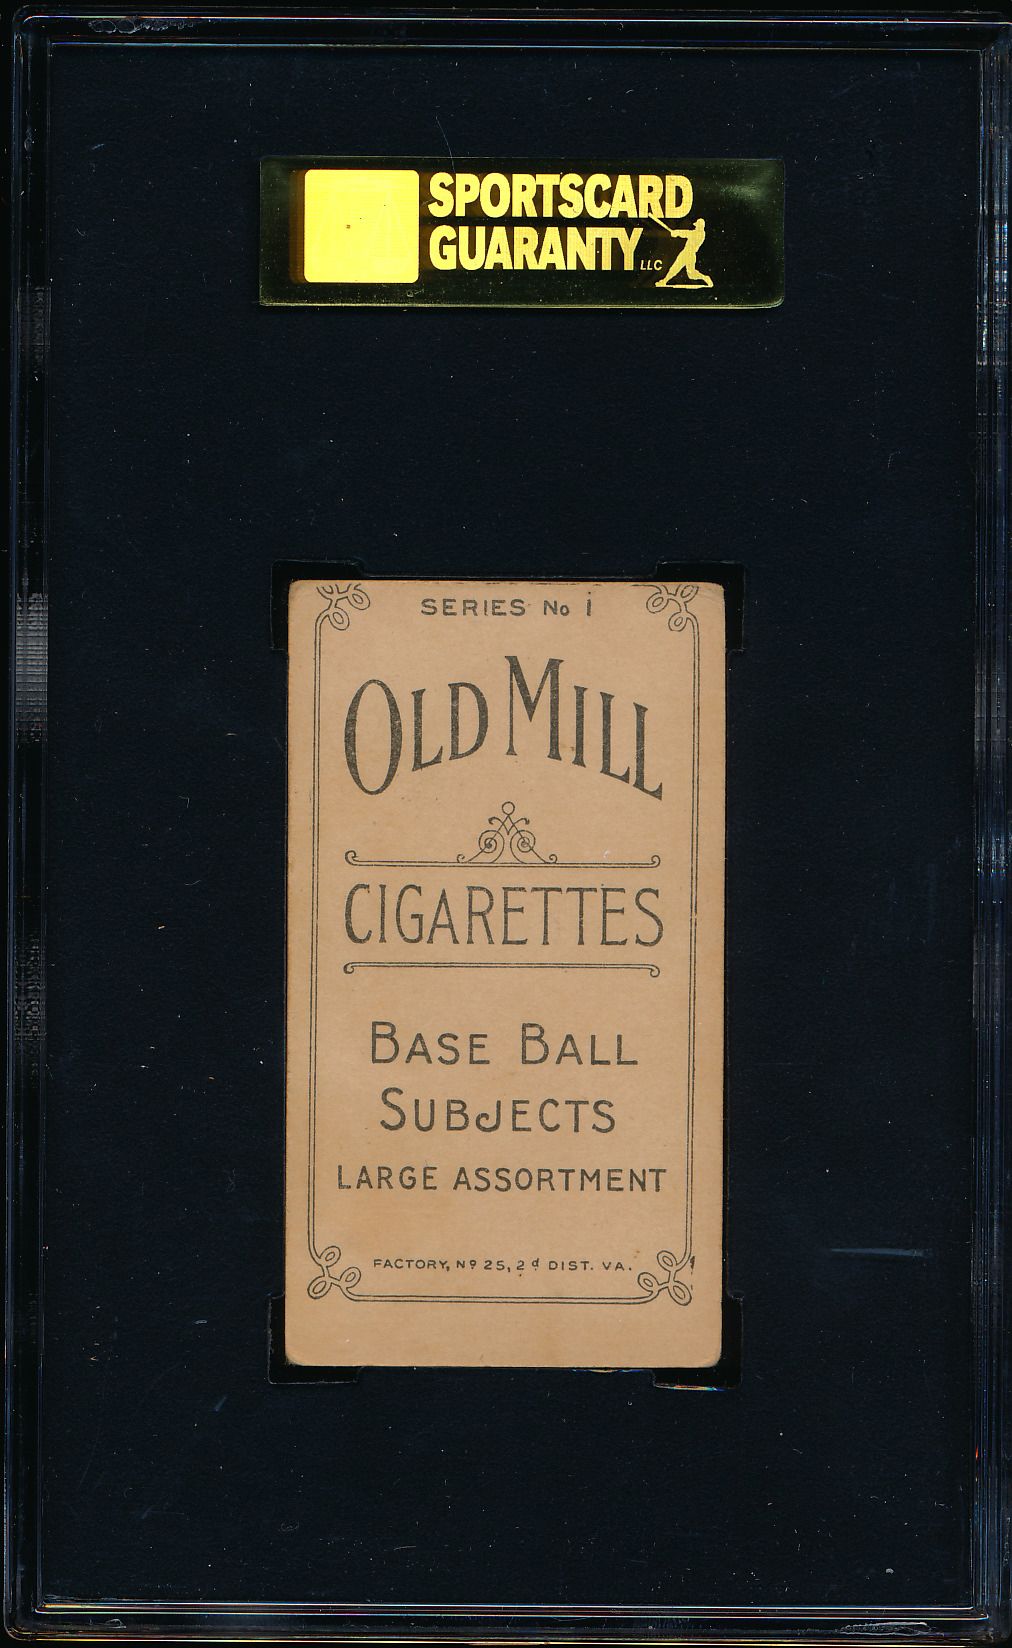 SPORTSCARD
GUARANTY LLC
SERIES No 1
OLD MILL
CIGARETTES
BASE BALL
SUBJECTS
LARGE ASSORTMENT
FACTORY, Nº 25, 2d DIST. VA.